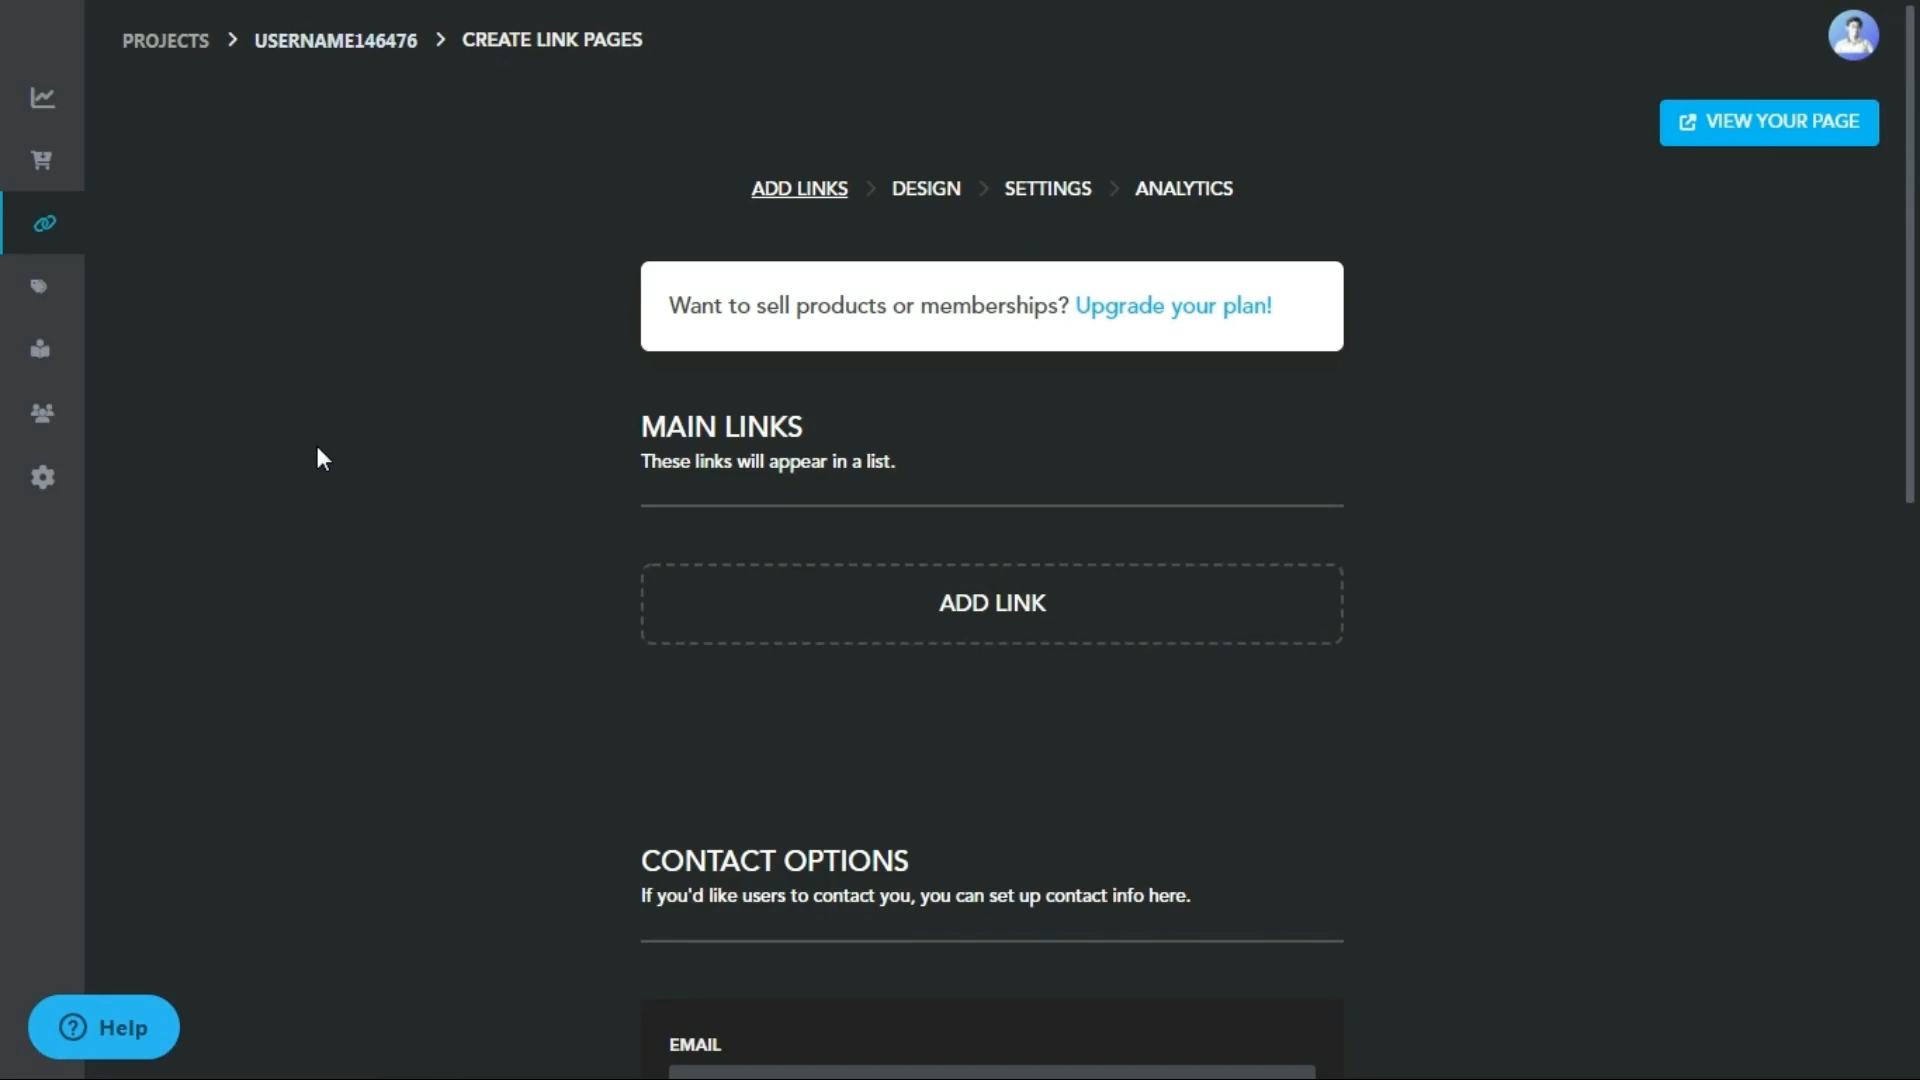 PROJECTS > USERNAME146476 > CREATE LINK PAGES
VIEW YOUR PAGE
ADD LINKS > DESIGN > SETTINGS > ANALYTICS
Want to sell products or memberships? Upgrade your plan!
MAIN LINKS
These links will appear in a list.
ADD LINK
CONTACT OPTIONS
If you'd like users to contact you, you can set up contact info here.
EMAIL
? Help